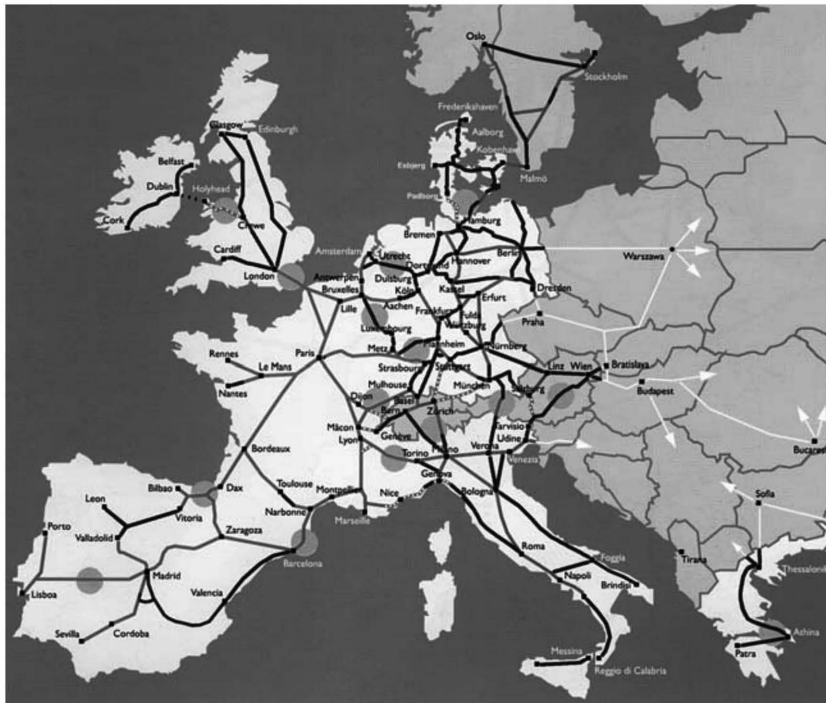 Oslo
Stockholm
Frederikshaven
Aalborg
Glasgow
Edinburgh
Kobenhavn
Esbjerg
Belfast
Malmö
Dublin
Holyhead
Padborg
Cork
Crewe
Hamburg
Bremen
Cardiff
Amsterdam
Utrecht
Berlin
Warszawa
Hannover
London
Dortmund
Antwerpen
Duisburg
Bruxelles
Köln
Kassel
Dresden
Lille
Aachen
Erfurt
Frankfurt
Fulda
Praha
Luxembourg
Wurzburg
Mannheim
Nürnberg
Rennes
Paris
Metz
Le Mans
Strasbourg
Stuttgart
Linz
Wien
Bratislava
Nantes
Mulhouse
München
Salzburg
Budapest
Dijon
Basel
Bern
Zürich
Mâcon
Genève
Tarvisio
Lyon
Udine
Bordeaux
Torino
Milano
Verona
Venezia
Bucarest
Genova
Bilbao
Dax
Toulouse
Montpellier
Nice
Bologna
Leon
Sofia
Porto
Vitoria
Narbonne
Marseille
Valladolid
Zaragoza
Roma
Foggia
Tirana
Thessaloniki
Madrid
Barcelona
Napoli
Brindisi
Lisboa
Valencia
Sevilla
Cordoba
Athina
Messina
Patra
Reggio di Calabria